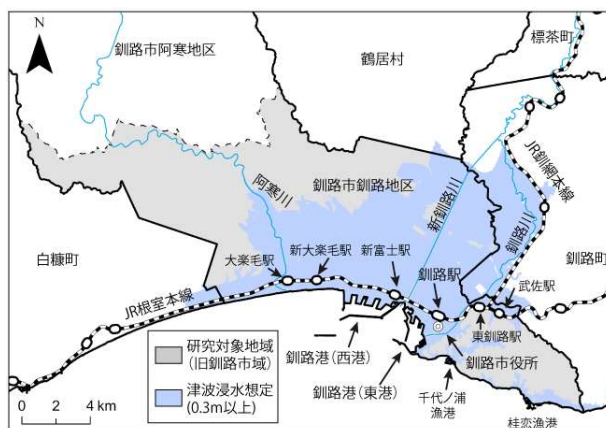 N
釧路市阿寒地区
鶴居村
標茶町
JR釧網本線
阿寒川
釧路市釧路地区
新釧路川
釧路川
白糠町
大楽毛駅
新大楽毛駅
新富士駅
釧路駅
武佐駅
釧路町
JR根室本線
東釧路駅
釧路市役所
釧路港(西港)
釧路港(東港)
千代ノ浦
漁港
桂恋漁港
研究対象地域
(旧釧路市域)
津波浸水想定
(0.3m以上)
0 2 4 km